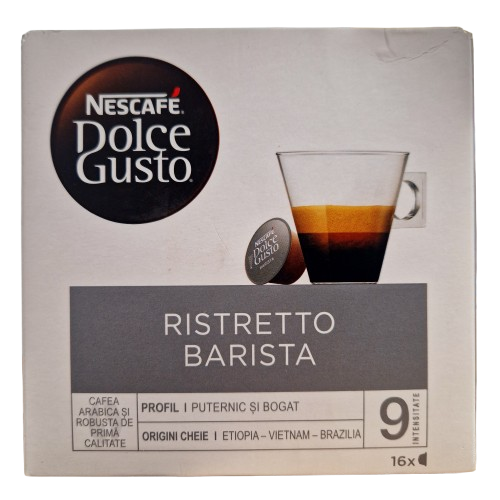 NESCAFÉ
Dolce
Gusto
NESCAFÉ
Dolce
Gusto
BARISTA
RISTRETTO
BARISTA
CAFEA
ARABICA ȘI
ROBUSTA DE
PRIMĂ
CALITATE
PROFIL I PUTERNIC ȘI BOGAT
ORIGINI CHEIE I ETIOPIA – VIETNAM – BRAZILIA
9
INTENSITATE
16x